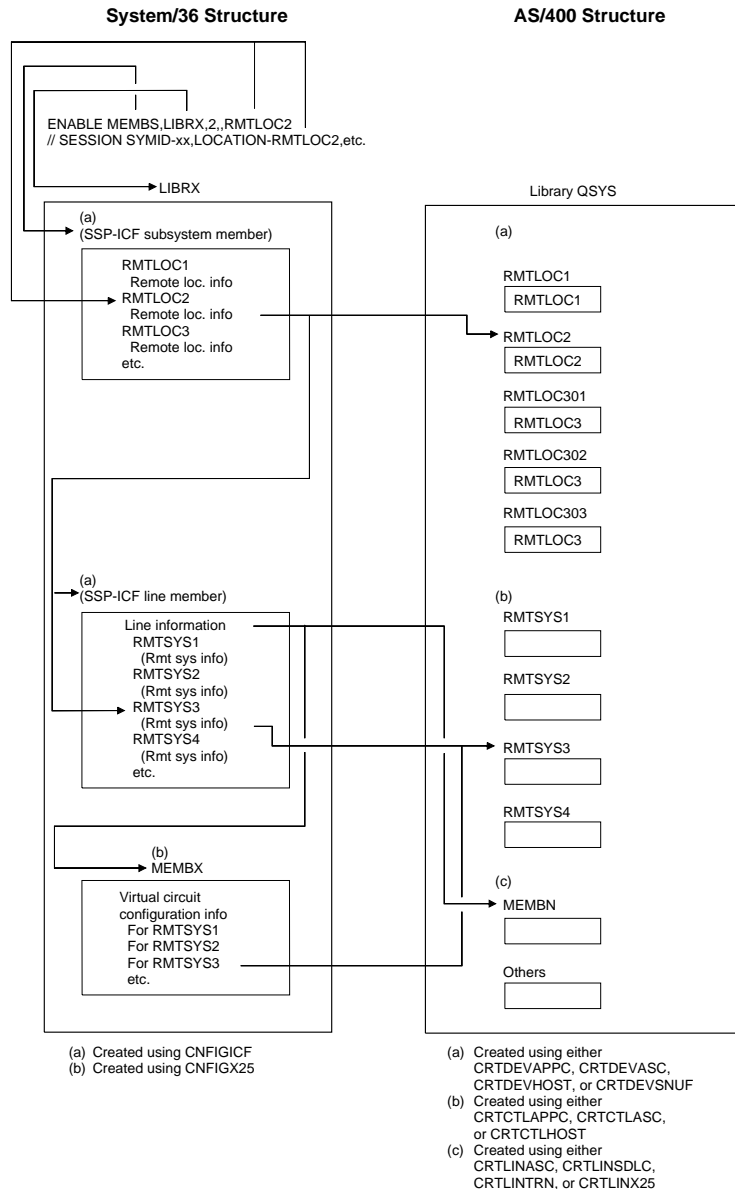 System/36 Structure
AS/400 Structure
ENABLE MEMBS,LIBRX,2,,RMTLOC2
// SESSION SYMID-xx,LOCATION-RMTLOC2,etc.
LIBRX
(a)
(SSP-ICF subsystem member)
RMTLOC1
Remote loc. info
RMTLOC2
Remote loc. info
RMTLOC3
Remote loc. info
etc.
(a)
(SSP-ICF line member)
Line information
RMTSYS1
(Rmt sys info)
RMTSYS2
(Rmt sys info)
RMTSYS3
(Rmt sys info)
RMTSYS4
(Rmt sys info)
etc.
(b)
MEMBX
Virtual circuit
configuration info
For RMTSYS1
For RMTSYS2
For RMTSYS3
etc.
(a) Created using CNFIGICF
(b) Created using CNFIGX25
Library QSYS
(a)
RMTLOC1
RMTLOC1
RMTLOC2
RMTLOC2
RMTLOC301
RMTLOC3
RMTLOC302
RMTLOC3
RMTLOC303
RMTLOC3
(b)
RMTSYS1
RMTSYS2
RMTSYS3
RMTSYS4
(c)
MEMBN
Others
(a) Created using either
CRTDEVAPPC, CRTDEVASC,
CRTDEVHOST, or CRTDEVSNUF
(b) Created using either
CRTCTLAPPC, CRTCTLASC,
or CRTCTLHOST
(c) Created using either
CRTLINASC, CRTLINSDLC,
CRTLINTRN, or CRTLINX25